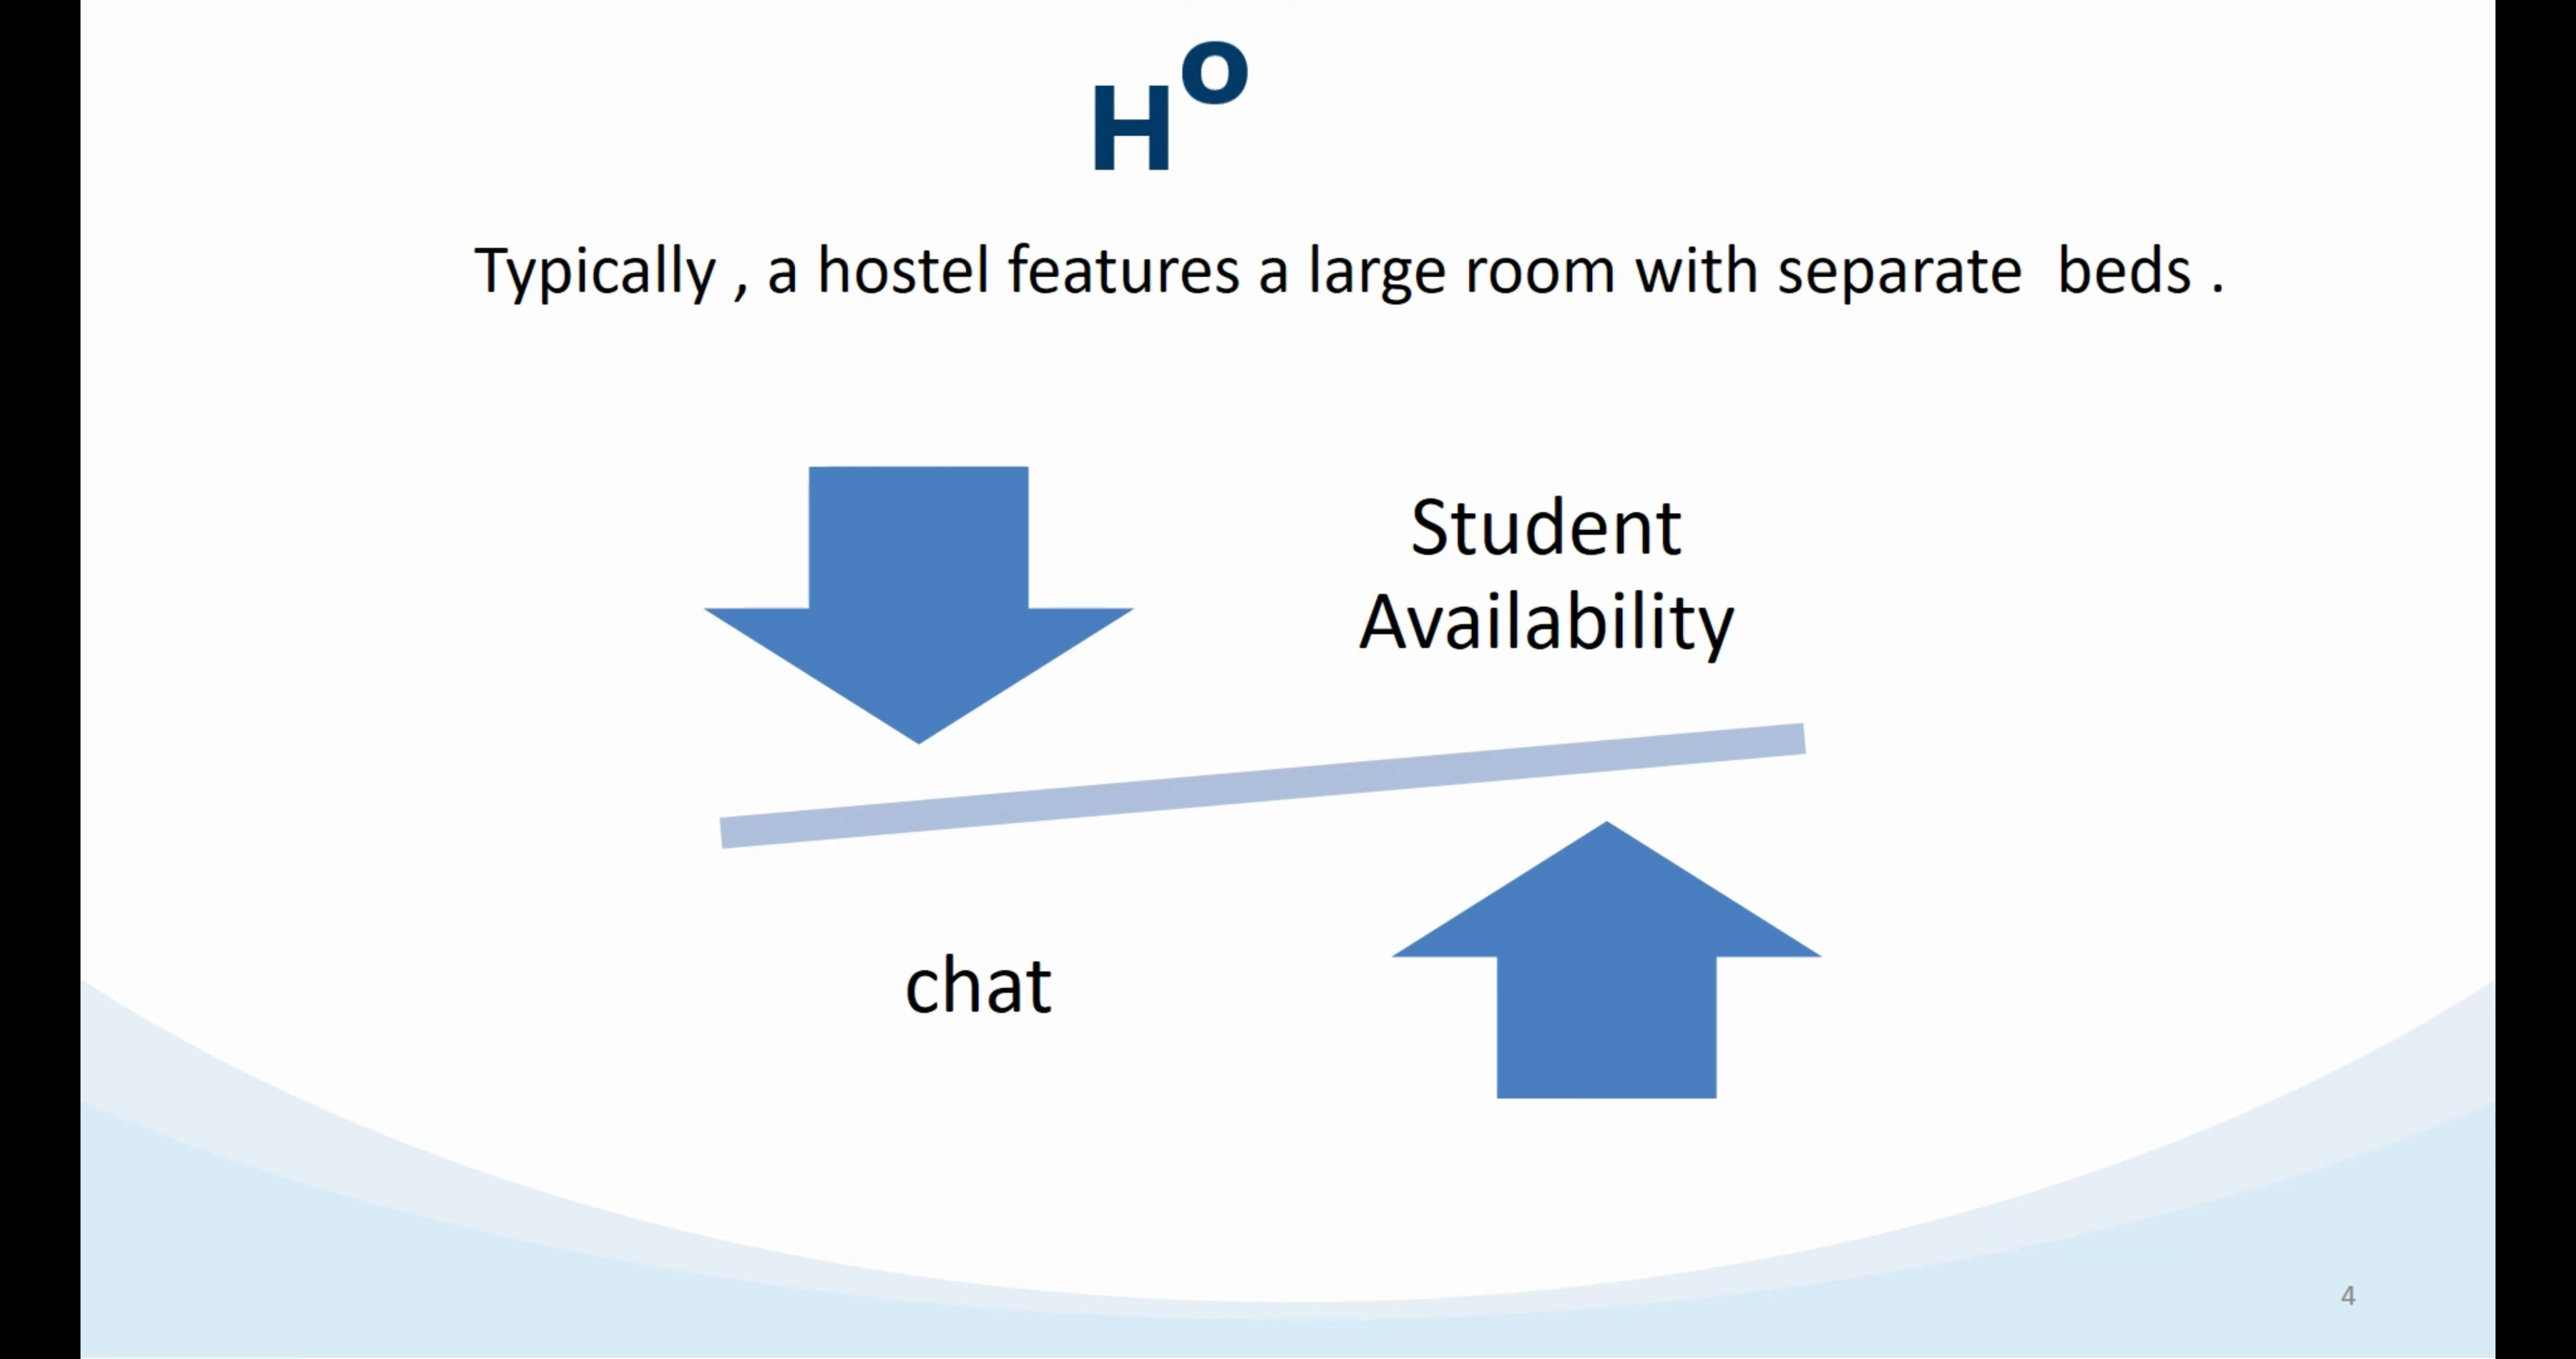 HO
Typically , a hostel features a large room with separate  beds .
Student
Availability
chat
4